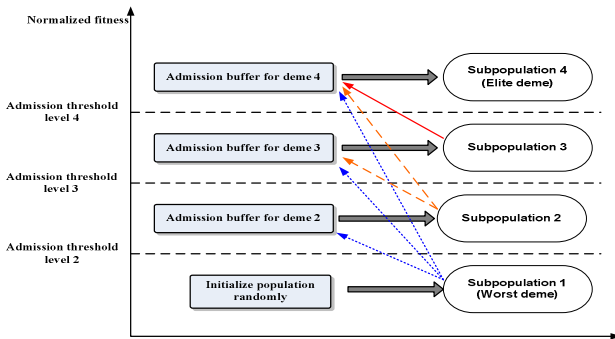 Normalized fitness
Admission buffer for deme 4
Subpopulation 4
(Elite deme)
Admission threshold
level 4
Admission buffer for deme 3
Subpopulation 3
Admission threshold
level 3
Admission buffer for deme 2
Subpopulation 2
Admission threshold
level 2
Initialize population
randomly
Subpopulation 1
(Worst deme)